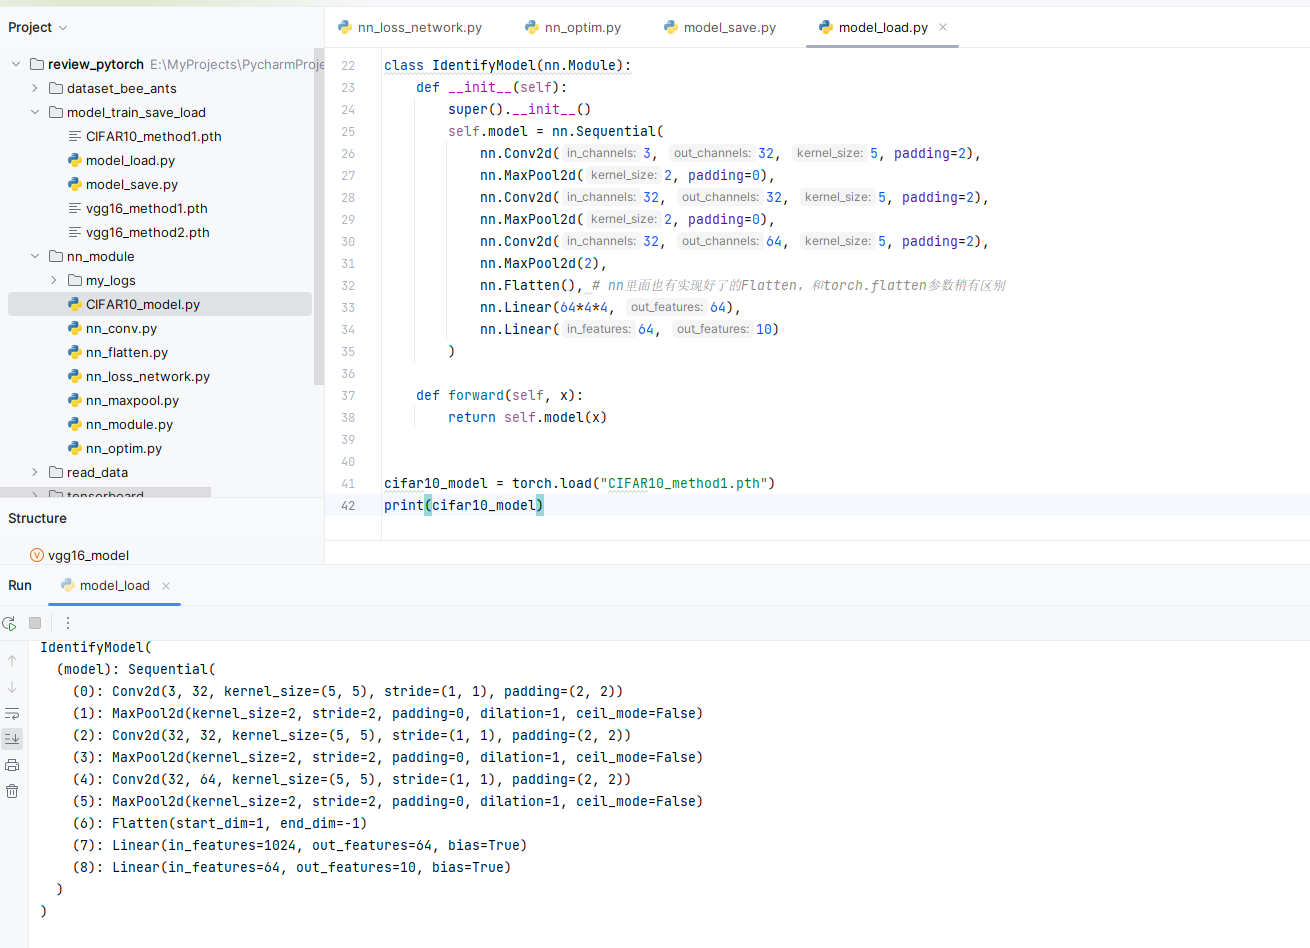 Project
review_pytorch E:\MyProjects\PycharmProje
dataset_bee_ants
model_train_save_load
CIFAR10_method1.pth
model_load.py
model_save.py
vgg16_method1.pth
vgg16_method2.pth
nn_module
my_logs
CIFAR10_model.py
nn_conv.py
nn_flatten.py
nn_loss_network.py
nn_maxpool.py
nn_module.py
nn_optim.py
read_data
tensorboard
Structure
vgg16_model
nn_loss_network.py nn_optim.py model_save.py model_load.py
22 class IdentifyModel(nn.Module):
23 def __init__(self):
24 super().__init__()
25 self.model = nn.Sequential(
26 nn.Conv2d( in_channels: 3, out_channels: 32, kernel_size: 5, padding=2),
27 nn.MaxPool2d( kernel_size: 2, padding=0),
28 nn.Conv2d( in_channels: 32, out_channels: 32, kernel_size: 5, padding=2),
29 nn.MaxPool2d( kernel_size: 2, padding=0),
30 nn.Conv2d( in_channels: 32, out_channels: 64, kernel_size: 5, padding=2),
31 nn.MaxPool2d(2),
32 nn.Flatten(), # nn里面也有实现好了的Flatten，和torch.flatten参数稍有区别
33 nn.Linear(64*4*4, out_features: 64),
34 nn.Linear( in_features: 64, out_features: 10)
35 )
36
37 def forward(self, x):
38 return self.model(x)
39
40
41 cifar10_model = torch.load("CIFAR10_method1.pth")
42 print(cifar10_model)
Run model_load
IdentifyModel(
(model): Sequential(
(0): Conv2d(3, 32, kernel_size=(5, 5), stride=(1, 1), padding=(2, 2))
(1): MaxPool2d(kernel_size=2, stride=2, padding=0, dilation=1, ceil_mode=False)
(2): Conv2d(32, 32, kernel_size=(5, 5), stride=(1, 1), padding=(2, 2))
(3): MaxPool2d(kernel_size=2, stride=2, padding=0, dilation=1, ceil_mode=False)
(4): Conv2d(32, 64, kernel_size=(5, 5), stride=(1, 1), padding=(2, 2))
(5): MaxPool2d(kernel_size=2, stride=2, padding=0, dilation=1, ceil_mode=False)
(6): Flatten(start_dim=1, end_dim=-1)
(7): Linear(in_features=1024, out_features=64, bias=True)
(8): Linear(in_features=64, out_features=10, bias=True)
)
)